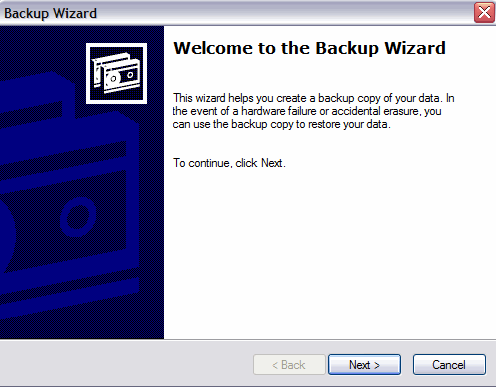 Backup Wizard
Welcome to the Backup Wizard
This wizard helps you create a backup copy of your data. In
the event of a hardware failure or accidental erasure, you
can use the backup copy to restore your data.
To continue, click Next.
< Back
Next >
Cancel